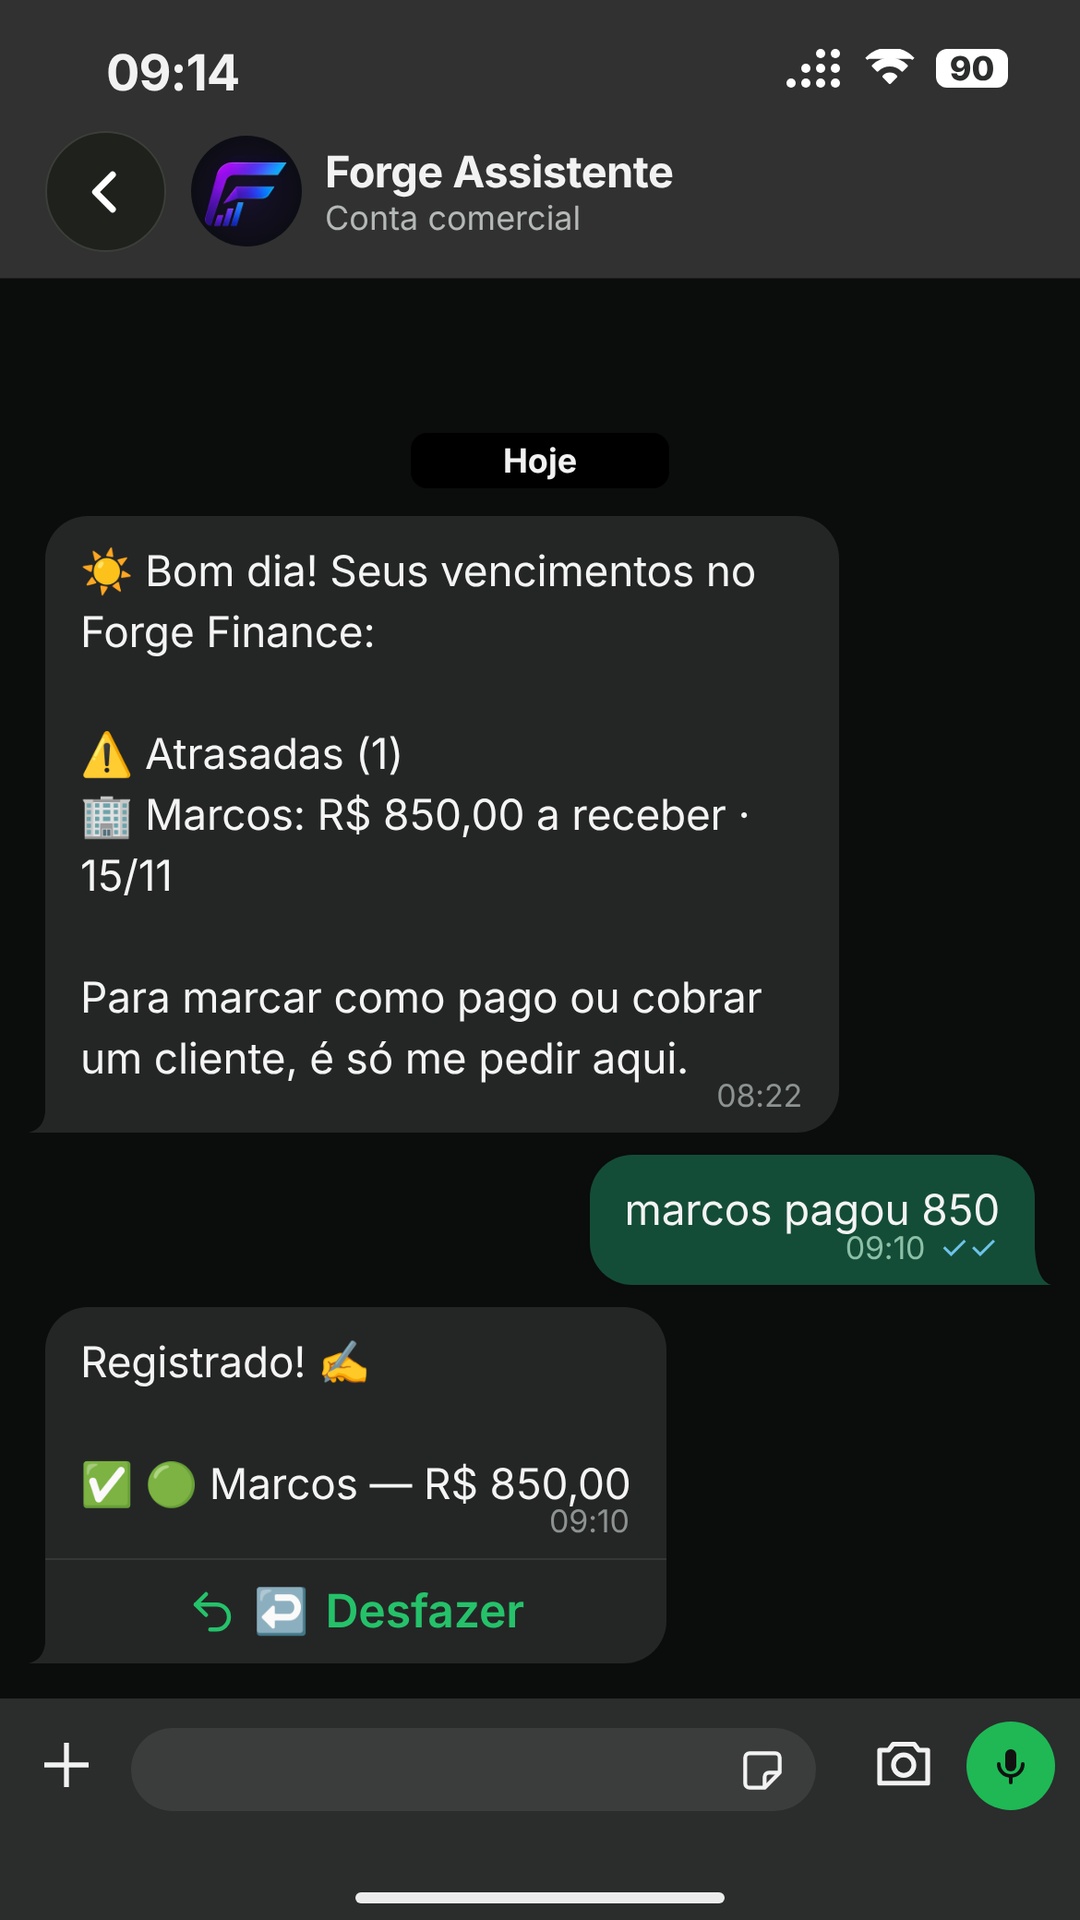 09:14
90
Forge Assistente
Conta comercial
Hoje
☀️ Bom dia! Seus vencimentos no
Forge Finance:
⚠️ Atrasadas (1)
🏢 Marcos: R$ 850,00 a receber ·
15/11
Para marcar como pago ou cobrar
um cliente, é só me pedir aqui.
08:22
marcos pagou 850
09:10
Registrado! ✍️
✅ 🟢 Marcos — R$ 850,00
09:10
↩️ Desfazer